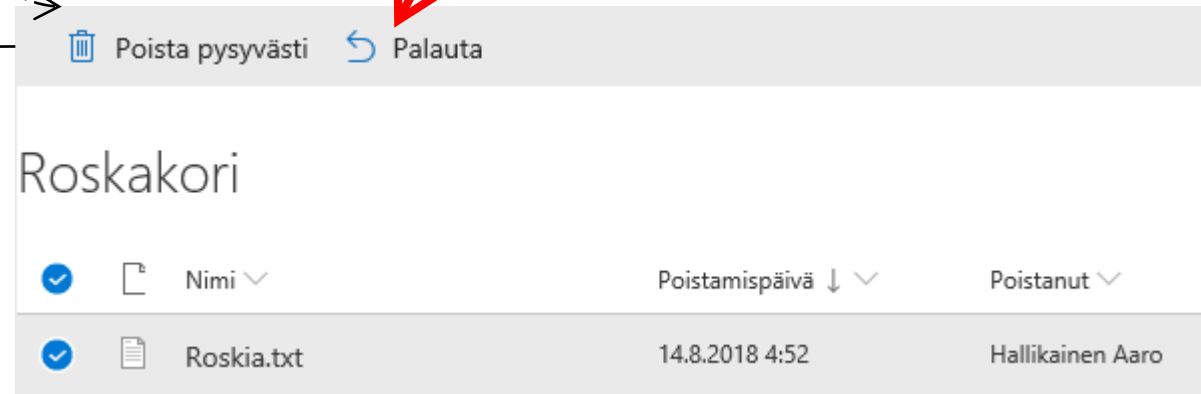 Poista pysyvästi Palauta
Roskakori
Nimi Poistamispäivä ↓ Poistanut
Roskia.txt 14.8.2018 4:52 Hallikainen Aaro